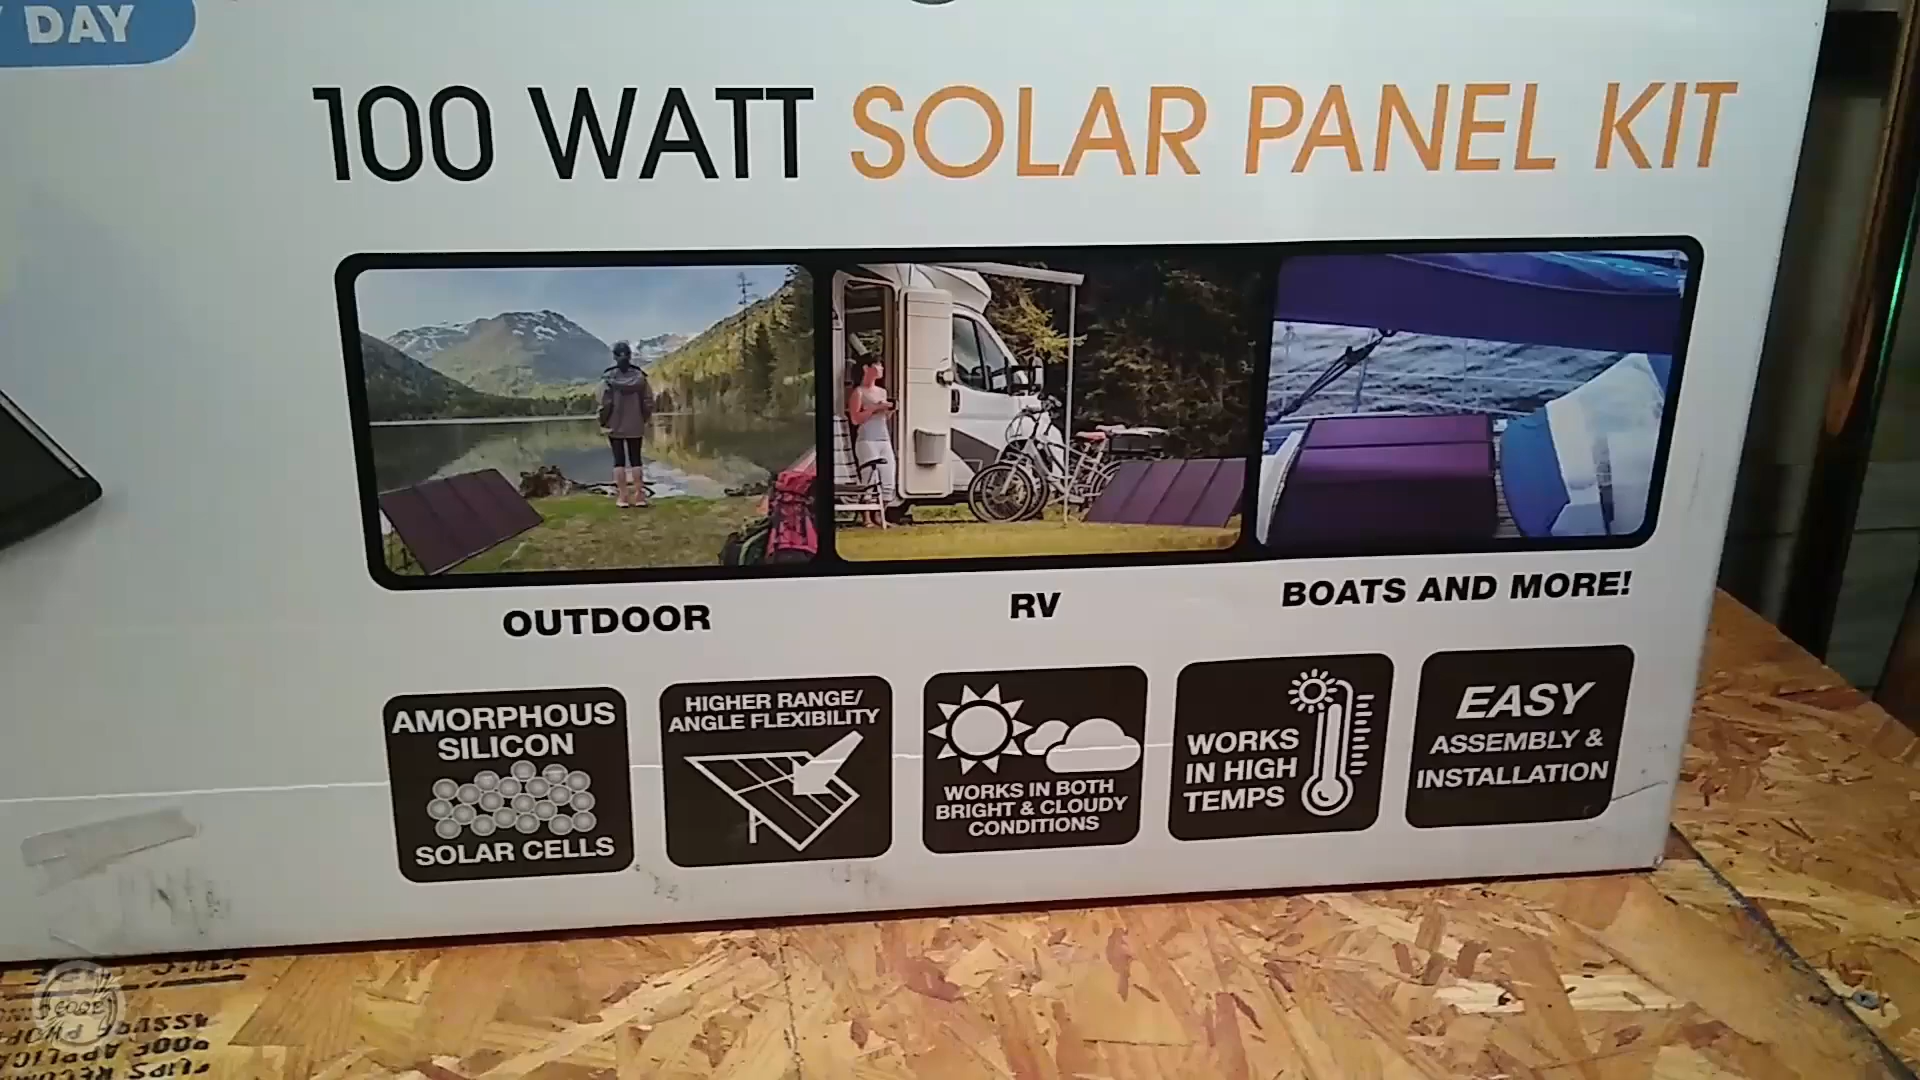 DAY
100 WATT SOLAR PANEL KIT
OUTDOOR
RV
BOATS AND MORE!
AMORPHOUS
SILICON
SOLAR CELLS
HIGHER RANGE/
ANGLE FLEXIBILITY
WORKS IN BOTH
BRIGHT & CLOUDY
CONDITIONS
WORKS
IN HIGH
TEMPS
EASY
ASSEMBLY &
INSTALLATION